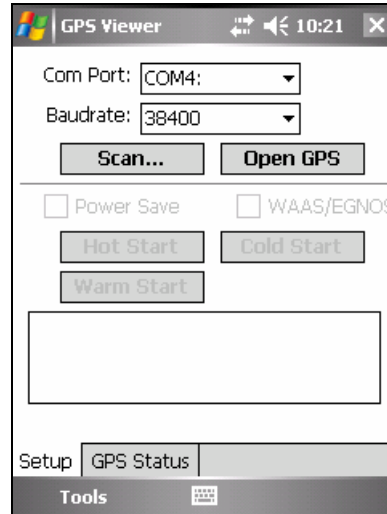 GPS Viewer 10:21
Com Port: COM4:
Baudrate: 38400
Scan... Open GPS
Power Save WAAS/EGNOS
Hot Start Cold Start
Warm Start
Setup GPS Status
Tools